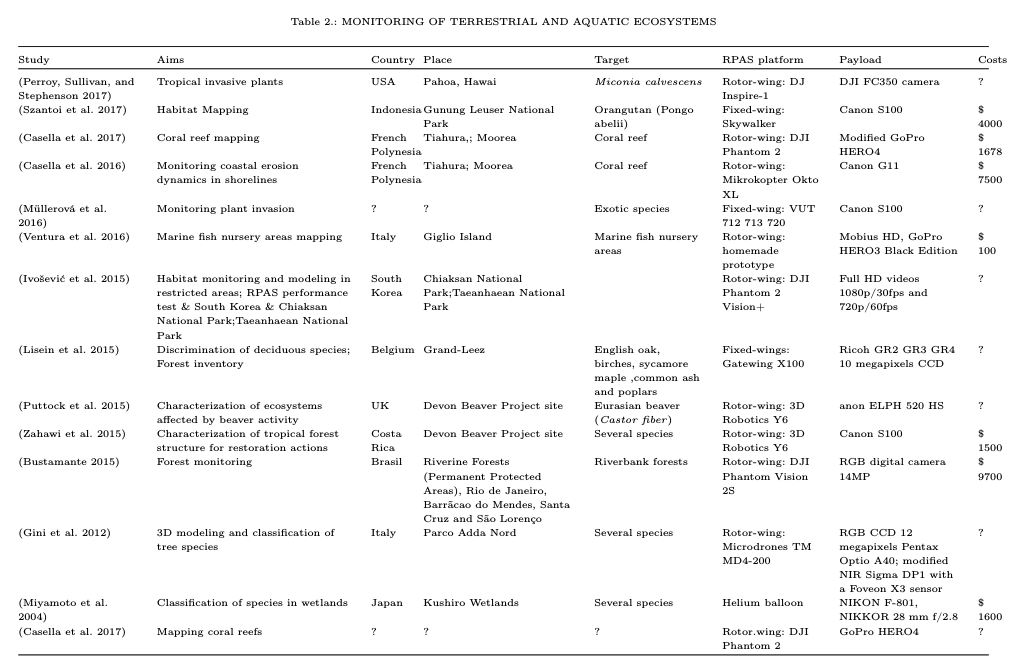 Table 2.: MONITORING OF TERRESTRIAL AND AQUATIC ECOSYSTEMS
Study Aims Country Place Target RPAS platform Payload Costs
(Perroy, Sullivan, and Tropical invasive plants USA Pahoa, Hawai Miconia calvescens Rotor-wing: DJ DJI FC350 camera ?
Stephenson 2017) Inspire-1
(Szantoi et al. 2017) Habitat Mapping Indonesia Gunung Leuser National Orangutan (Pongo Fixed-wing: Canon S100 $
Park abelii) Skywalker 4000
(Casella et al. 2017) Coral reef mapping French Tiahura,; Moorea Coral reef Rotor-wing: DJI Modified GoPro $
Polynesia Phantom 2 HERO4 1678
(Casella et al. 2016) Monitoring coastal erosion French Tiahura; Moorea Coral reef Rotor-wing: Canon G11 $
dynamics in shorelines Polynesia Mikrokopter Okto 7500
XL
(Müllerová et al. Monitoring plant invasion ? ? Exotic species Fixed-wing: VUT Canon S100 ?
2016) 712 713 720
(Ventura et al. 2016) Marine fish nursery areas mapping Italy Giglio Island Marine fish nursery Rotor-wing: Mobius HD, GoPro $
areas homemade HERO3 Black Edition 100
prototype
(Ivošević et al. 2015) Habitat monitoring and modeling in South Chiaksan National Rotor-wing: DJI Full HD videos ?
restricted areas; RPAS performance Korea Park;Taeanhaean National Phantom 2 1080p/30fps and
test & South Korea & Chiaksan Park Vision+ 720p/60fps
National Park;Taeanhaean National
Park
(Lisein et al. 2015) Discrimination of deciduous species; Belgium Grand-Leez English oak, Fixed-wings: Ricoh GR2 GR3 GR4 ?
Forest inventory birches, sycamore Gatewing X100 10 megapixels CCD
maple ,common ash
and poplars
(Puttock et al. 2015) Characterization of ecosystems UK Devon Beaver Project site Eurasian beaver Rotor-wing: 3D anon ELPH 520 HS ?
affected by beaver activity (Castor fiber) Robotics Y6
(Zahawi et al. 2015) Characterization of tropical forest Costa Devon Beaver Project site Several species Rotor-wing: 3D Canon S100 $
structure for restoration actions Rica Robotics Y6 1500
(Bustamante 2015) Forest monitoring Brasil Riverine Forests Riverbank forests Rotor-wing: DJI RGB digital camera $
(Permanent Protected Phantom Vision 14MP 9700
Areas), Rio de Janeiro, 2S
Barrãcao do Mendes, Santa
Cruz and São Lorenço
(Gini et al. 2012) 3D modeling and classification of Italy Parco Adda Nord Several species Rotor-wing: RGB CCD 12 ?
tree species Microdrones TM megapixels Pentax
MD4-200 Optio A40; modified
NIR Sigma DP1 with
a Foveon X3 sensor
(Miyamoto et al. Classification of species in wetlands Japan Kushiro Wetlands Several species Helium balloon NIKON F-801, $
2004) NIKKOR 28 mm f/2.8 1600
(Casella et al. 2017) Mapping coral reefs ? ? ? Rotor.wing: DJI GoPro HERO4 ?
Phantom 2